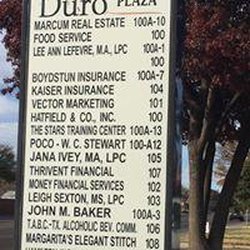 Duro PLAZA
MARCUM REAL ESTATE 100A-10
FOOD SERVICE 100
LEE ANN LEFEVRE, M.A., LPC 100A-1
100
BOYDSTUN INSURANCE 100A-7
KAISER INSURANCE 104
VECTOR MARKETING 101
HATFIELD & CO., INC. 100
THE STARS TRAINING CENTER 100A-13
POCO - W. C. STEWART 100-A12
JANA IVEY, MA, LPC 105
THRIVENT FINANCIAL 107
MONEY FINANCIAL SERVICES 102
LEIGH SEXTON, MS, LPC 103
JOHN M. BAKER 100A-3
T.A.B.C.-TX. ALCOHOLIC BEV. COMM. 106
MARGARITA'S ELEGANT STITCH 108